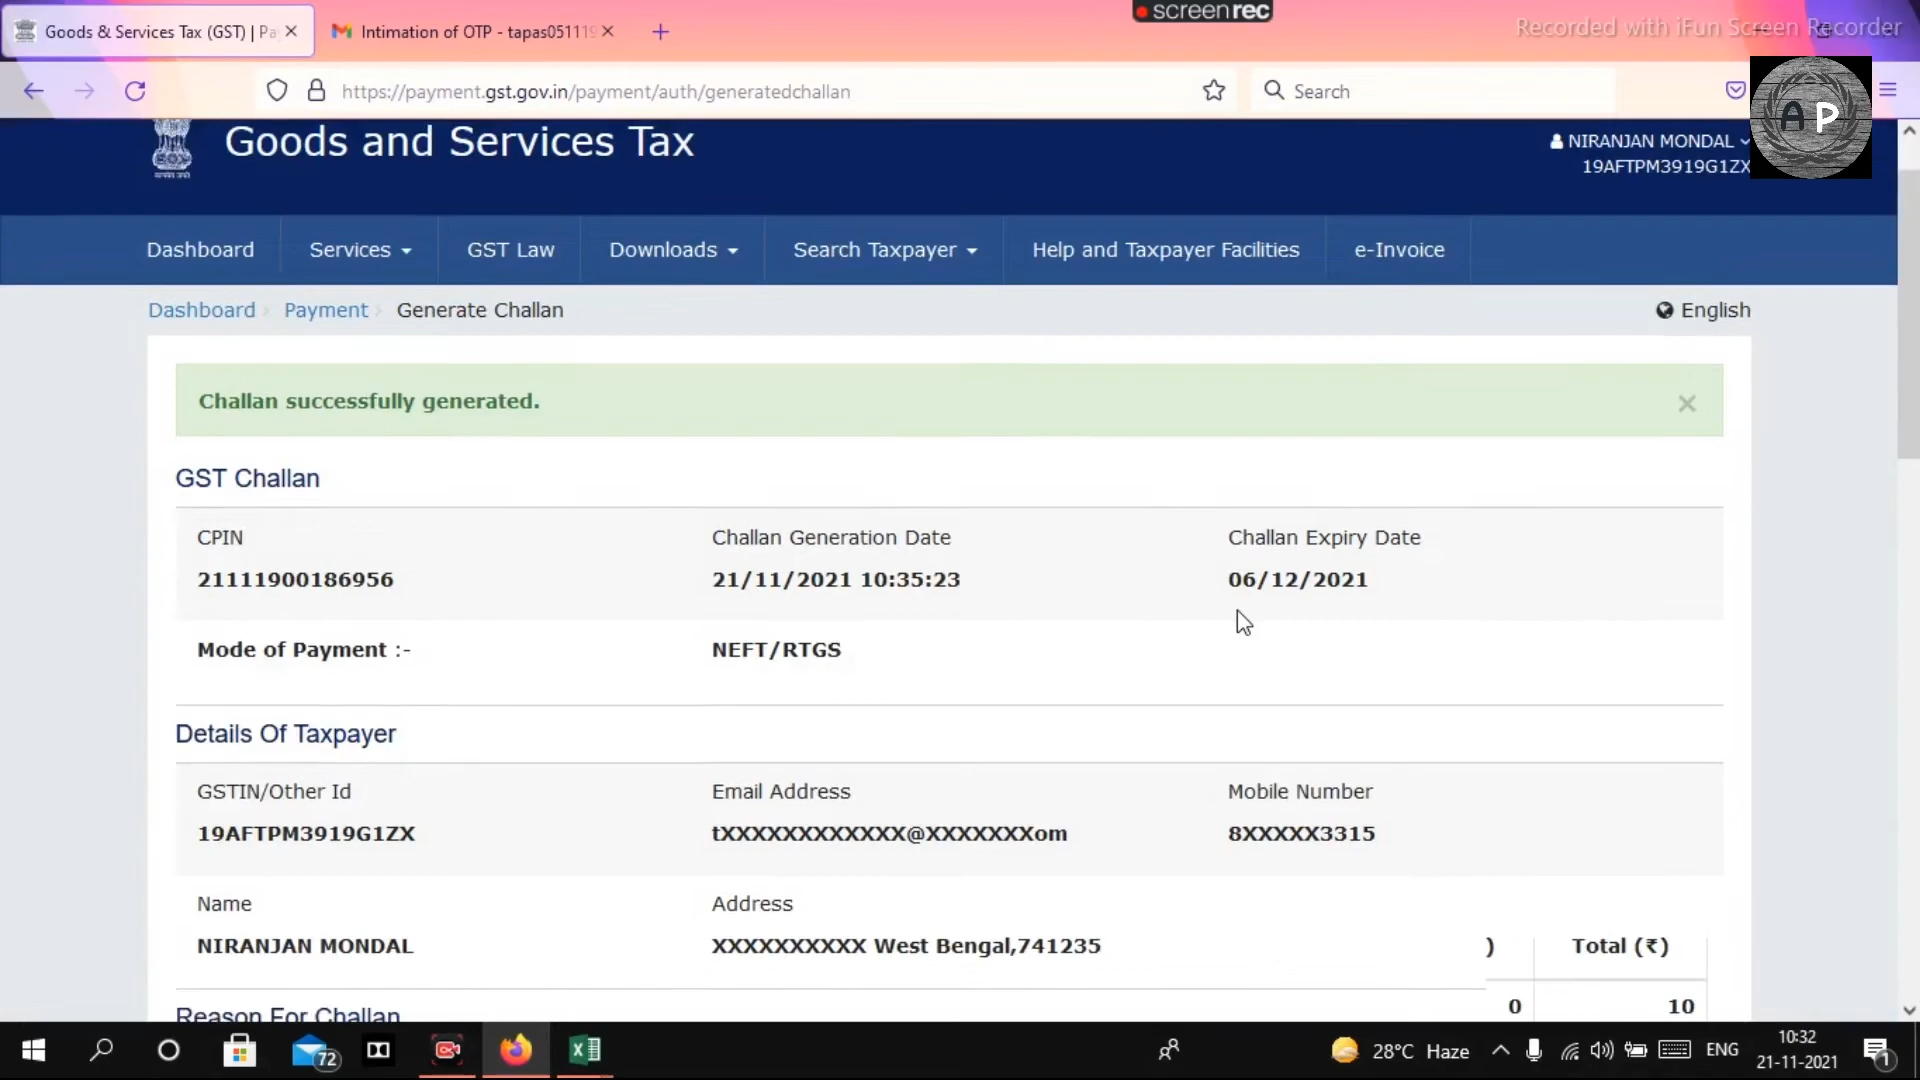 screenrec
Recorded with iFun Screen Recorder
Goods & Services Tax (GST) | Pa
Intimation of OTP - tapas051119
https://payment.gst.gov.in/payment/auth/generatedchallan
Search
AP
Goods and Services Tax
NIRANJAN MONDAL
19AFTPM3919G1ZX
Dashboard Services GST Law Downloads Search Taxpayer Help and Taxpayer Facilities e-Invoice
Dashboard Payment Generate Challan English
Challan successfully generated.
GST Challan
CPIN Challan Generation Date Challan Expiry Date
21111900186956 21/11/2021 10:35:23 06/12/2021
Mode of Payment :- NEFT/RTGS
Details Of Taxpayer
GSTIN/Other Id Email Address Mobile Number
19AFTPM3919G1ZX tXXXXXXXXXXXX@XXXXXXXom 8XXXXX3315
Name Address
NIRANJAN MONDAL XXXXXXXXXX West Bengal,741235
) Total (₹)
0 10
Reason For Challan
72
28°C Haze
ENG
10:32
21-11-2021
1